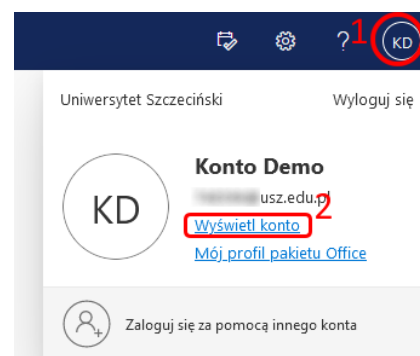 ? 1 KD
Uniwersytet Szczeciński Wyloguj się
KD
Konto Demo
usz.edu.pl
Wyświetl konto 2
Mój profil pakietu Office
Zaloguj się za pomocą innego konta